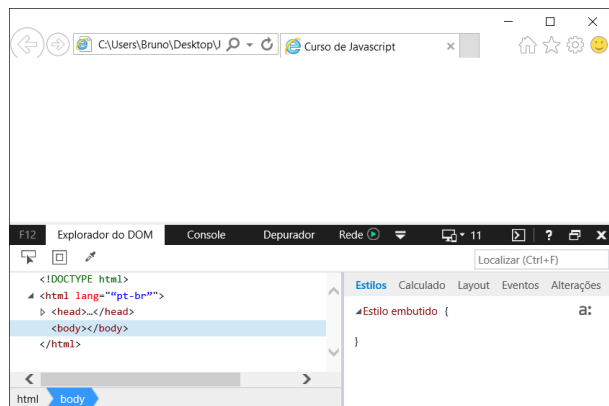 C:\Users\Bruno\Desktop\J
Curso de Javascript
F12 Explorador do DOM Console Depurador Rede 11 ?
Localizar (Ctrl+F)
<!DOCTYPE html>
<html lang="“pt-br”">
<head>…</head>
<body></body>
</html>
Estilos Calculado Layout Eventos Alterações
Estilo embutido { a:
}
html body